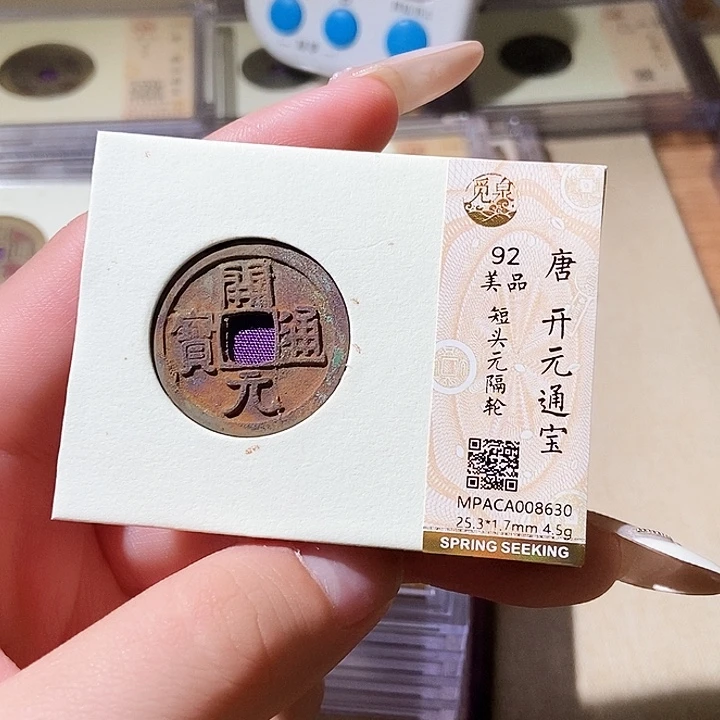 開
通
元
寳
觅泉
92
美品
短头元隔轮
唐 开元通宝
MPACA008630
25.3*1.7mm 4.5g
SPRING SEEKING